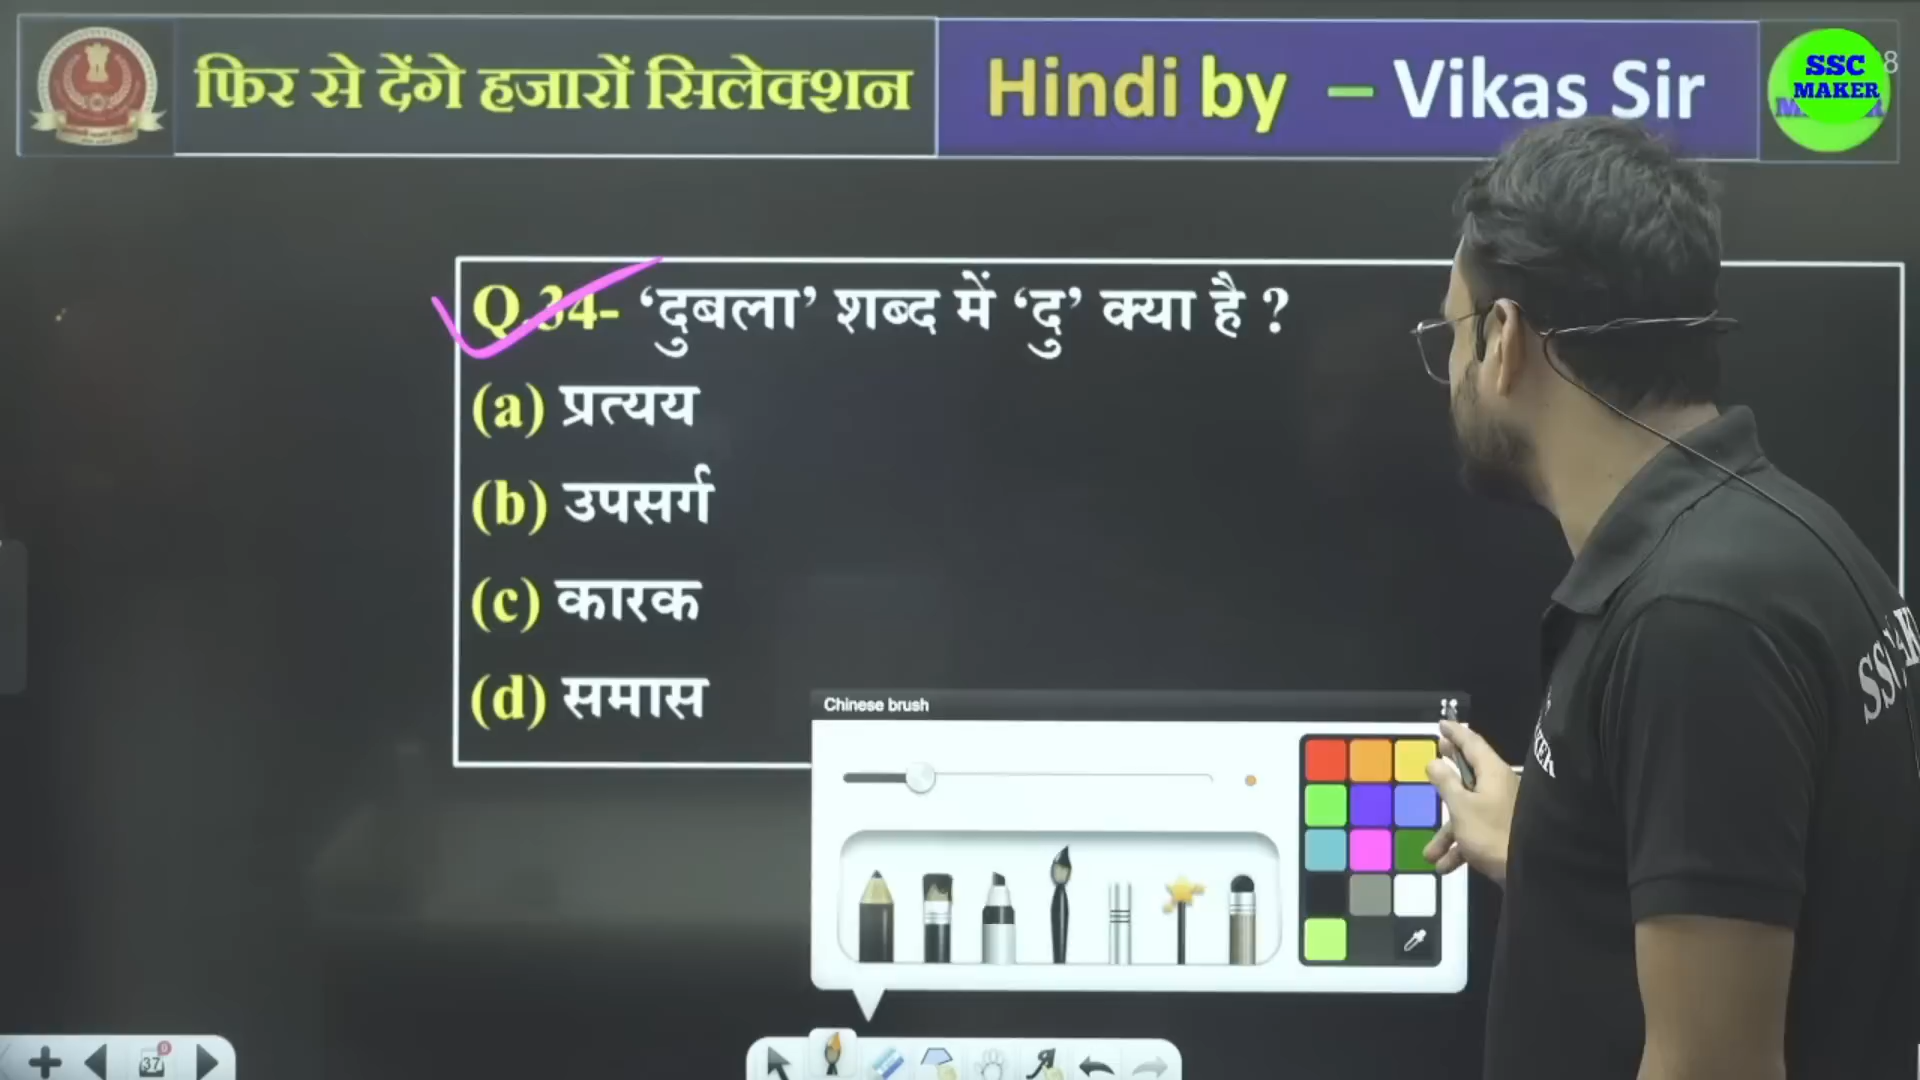 फिर से देंगे हजारों सिलेक्शन
Hindi by – Vikas Sir
SSC
MAKER
8
Q.34- ‘दुबला’ शब्द में ‘दु’ क्या है ?
(a) प्रत्यय
(b) उपसर्ग
(c) कारक
(d) समास
Chinese brush
37